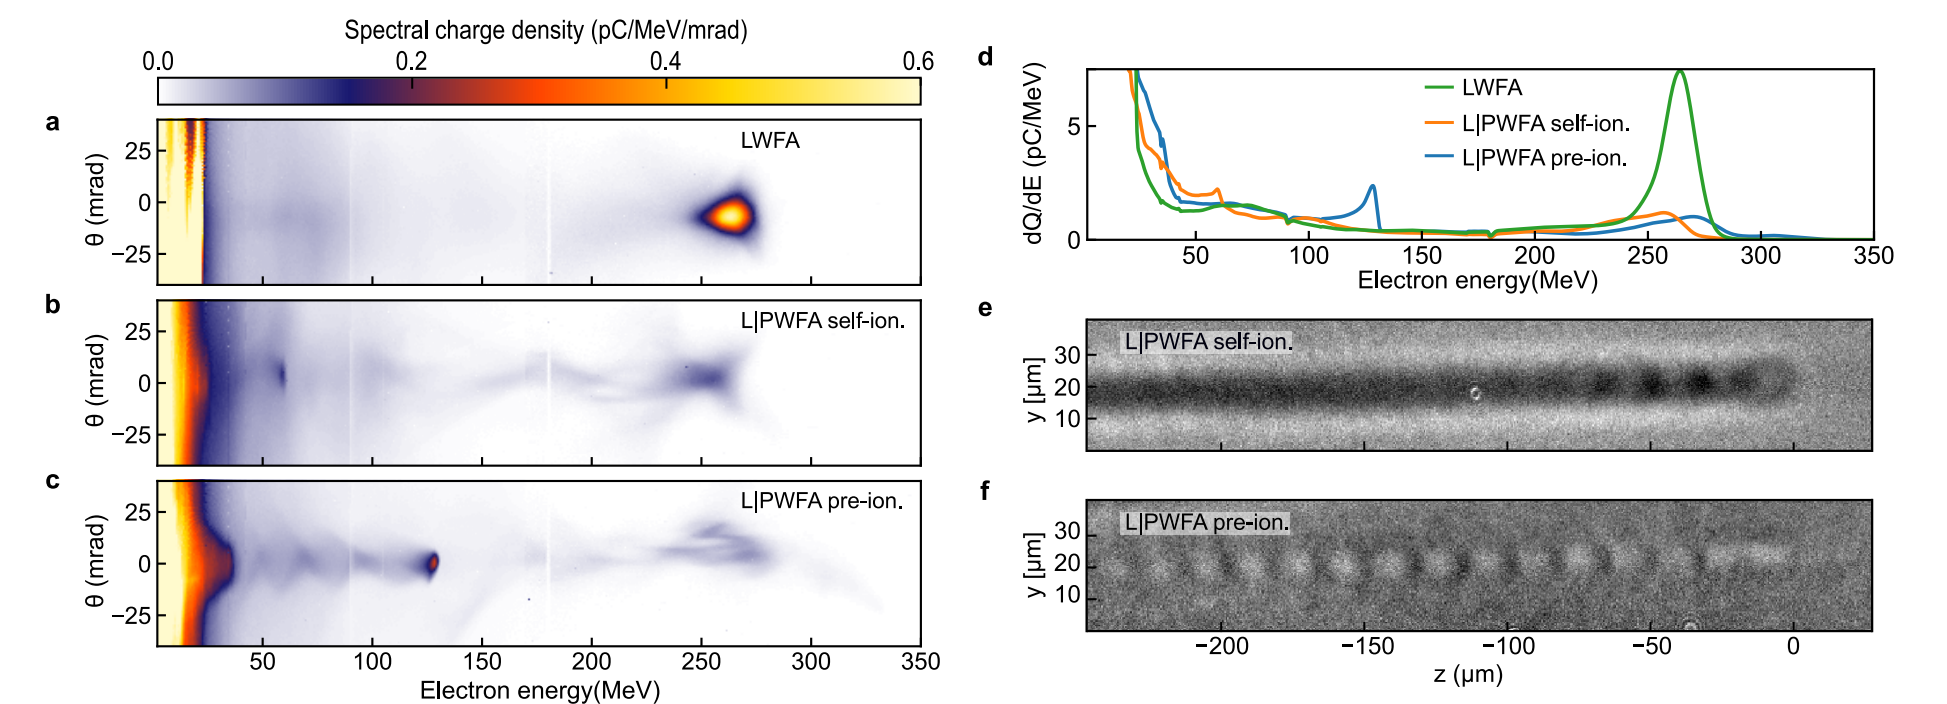 Spectral charge density (pC/MeV/mrad)
0.0 0.2 0.4 0.6
a
LWFA
θ (mrad)
25
0
−25
b
L|PWFA self-ion.
θ (mrad)
25
0
−25
c
L|PWFA pre-ion.
θ (mrad)
25
0
−25
50 100 150 200 250 300 350
Electron energy(MeV)
d
dQ/dE (pC/MeV)
5
0
LWFA
L|PWFA self-ion.
L|PWFA pre-ion.
50 100 150 200 250 300 350
Electron energy(MeV)
e
L|PWFA self-ion.
y [μm]
30
20
10
f
L|PWFA pre-ion.
y [μm]
30
20
10
−200 −150 −100 −50 0
z (μm)